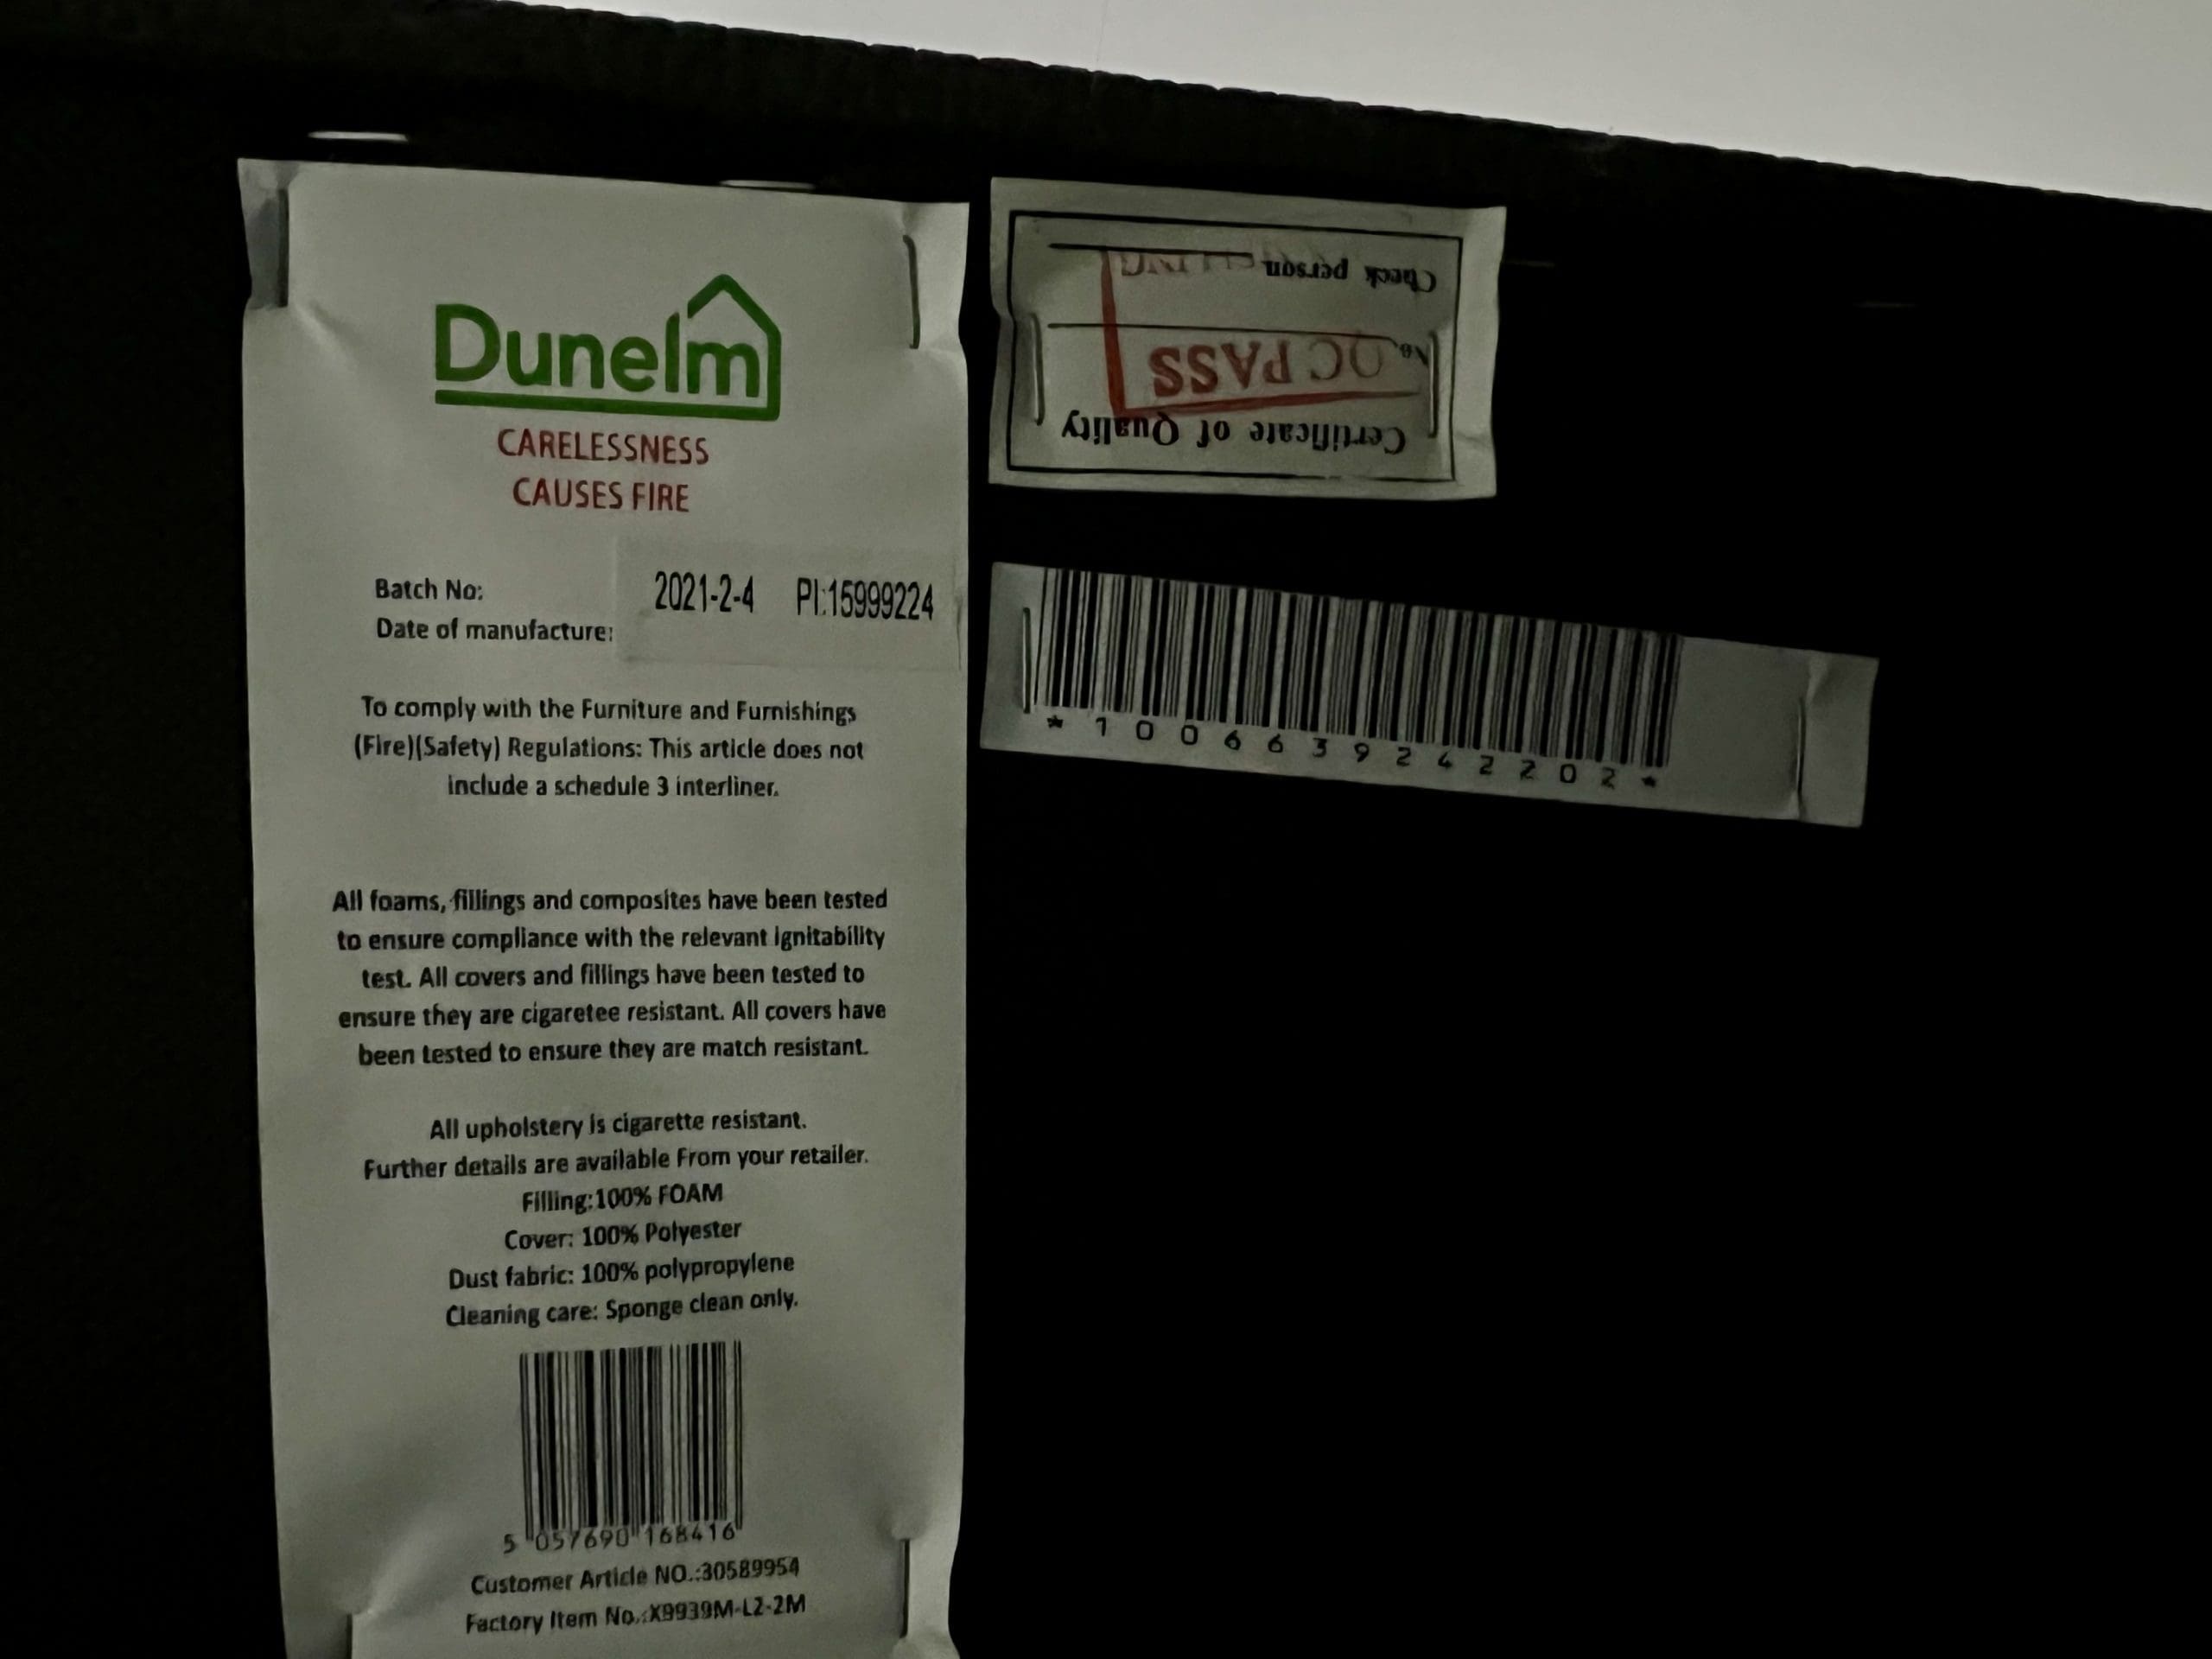 Dunelm
CARELESSNESS
CAUSES FIRE
Batch No:
2021-2-4 PI:15999224
Date of manufacture:
To comply with the Furniture and Furnishings
(Fire)(Safety) Regulations: This article does not
include a schedule 3 interliner.
All foams, fillings and composites have been tested
to ensure compliance with the relevant ignitability
test. All covers and fillings have been tested to
ensure they are cigaretee resistant. All covers have
been tested to ensure they are match resistant.
All upholstery is cigarette resistant.
Further details are available From your retailer.
Filling:100% FOAM
Cover: 100% Polyester
Dust fabric: 100% polypropylene
Cleaning care: Sponge clean only.
5 057690 168416
Customer Article NO.:30589954
Factory Item No.:X9939M-L2-2M
Certificate of Quality
No.
QC PASS
Check person
*1006639242202*